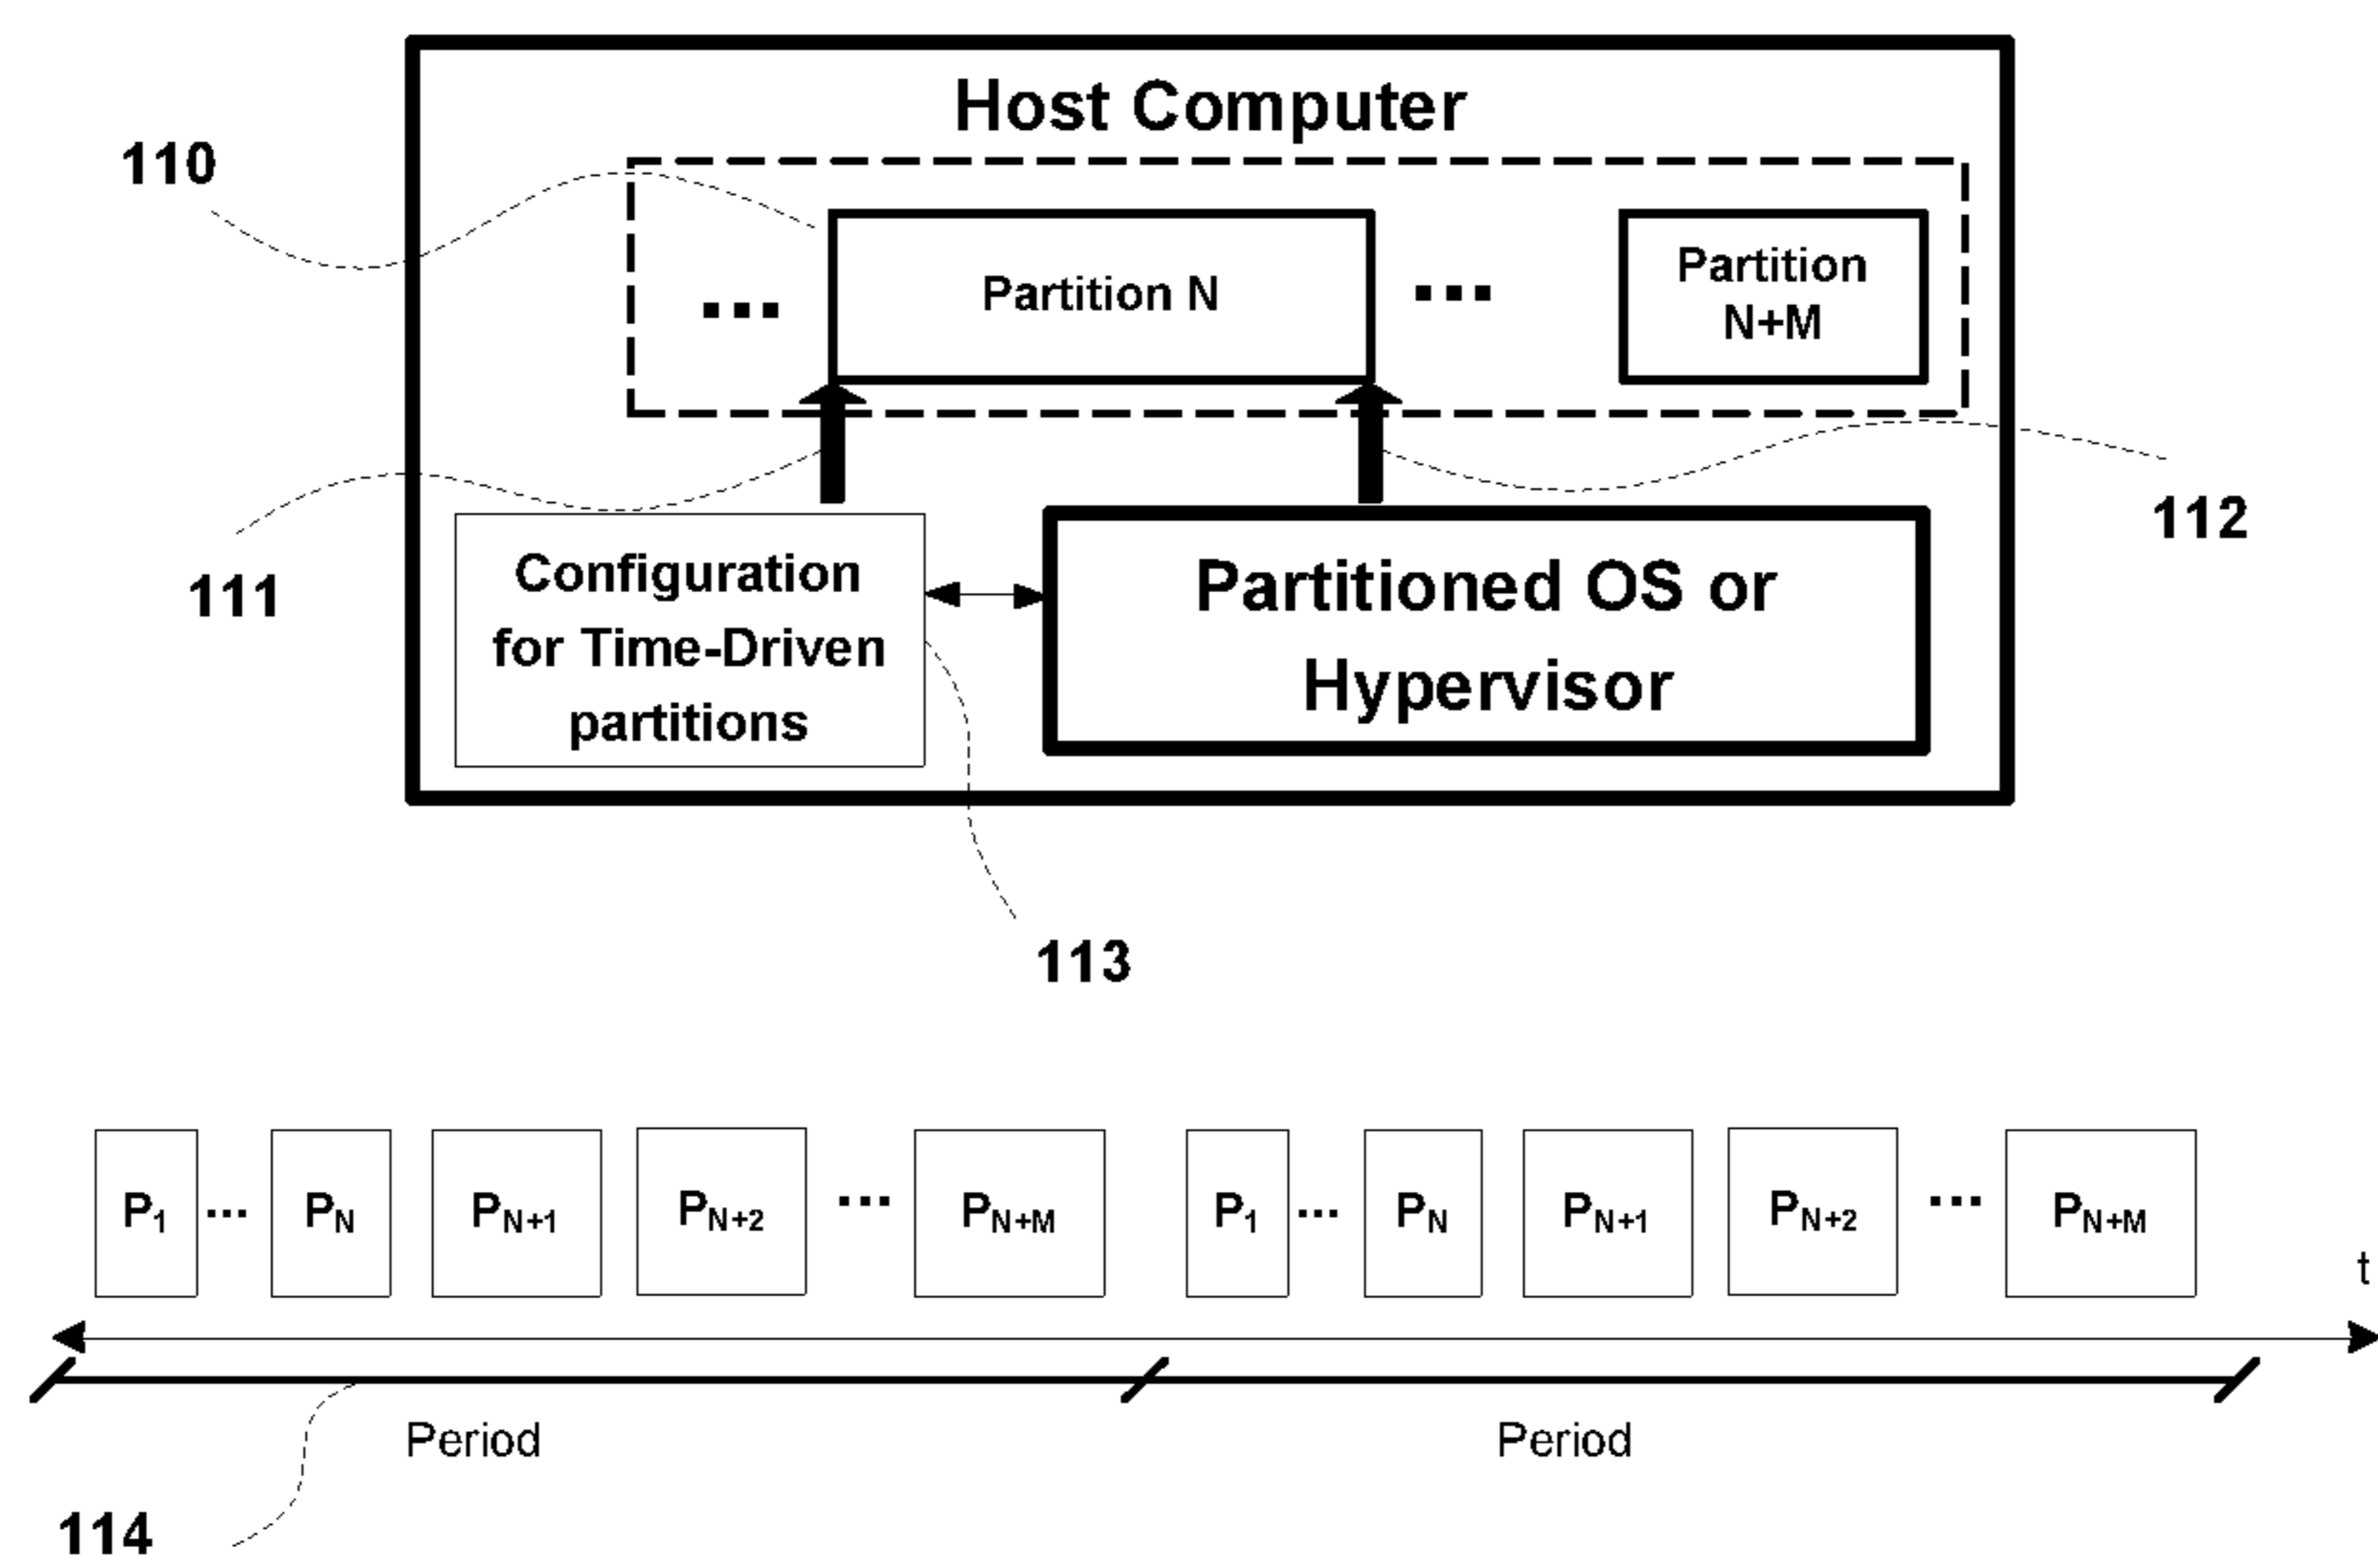 Host Computer
110
Partition N
Partition
N+M
...
...
111
112
Configuration
for Time-Driven
partitions
Partitioned OS or
Hypervisor
113
P1 ... PN PN+1 PN+2 ... PN+M P1 ... PN PN+1 PN+2 ... PN+M
t
Period Period
114